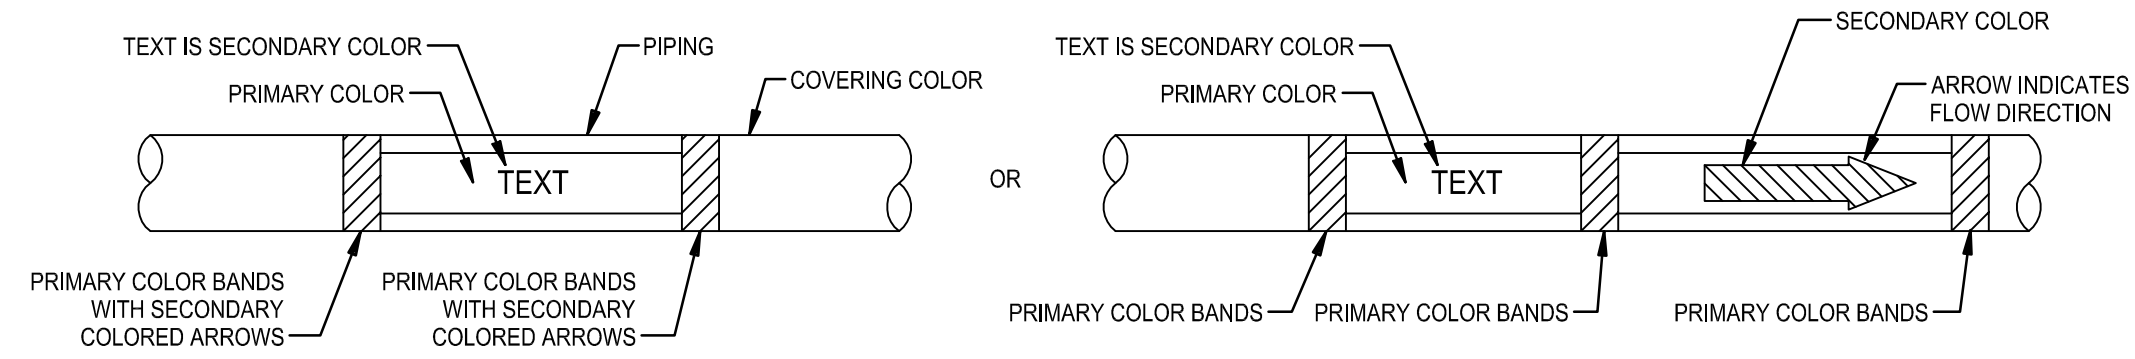 TEXT IS SECONDARY COLOR
PIPING
PRIMARY COLOR
COVERING COLOR
TEXT
PRIMARY COLOR BANDS
WITH SECONDARY
COLORED ARROWS
PRIMARY COLOR BANDS
WITH SECONDARY
COLORED ARROWS
OR
SECONDARY COLOR
TEXT IS SECONDARY COLOR
PRIMARY COLOR
ARROW INDICATES
FLOW DIRECTION
TEXT
PRIMARY COLOR BANDS
PRIMARY COLOR BANDS
PRIMARY COLOR BANDS